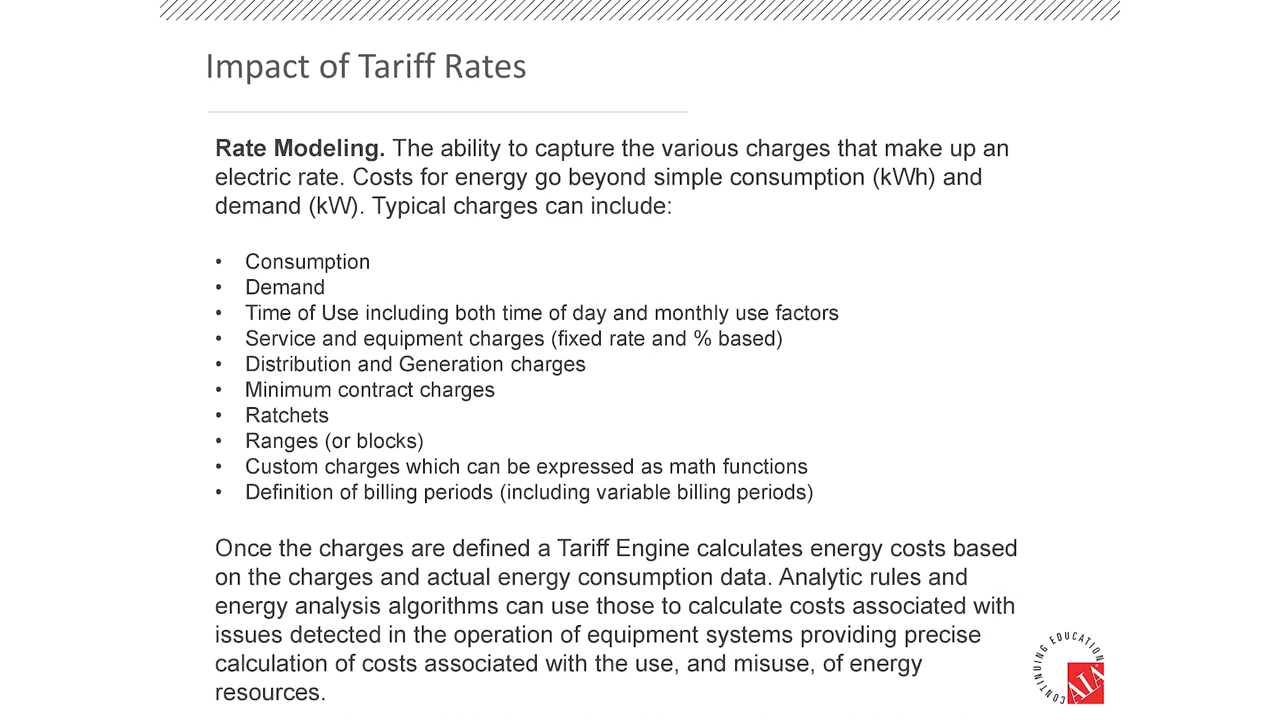 Impact of Tariff Rates
Rate Modeling. The ability to capture the various charges that make up an
electric rate. Costs for energy go beyond simple consumption (kWh) and
demand (kW). Typical charges can include:
• Consumption
• Demand
• Time of Use including both time of day and monthly use factors
• Service and equipment charges (fixed rate and % based)
• Distribution and Generation charges
• Minimum contract charges
• Ratchets
• Ranges (or blocks)
• Custom charges which can be expressed as math functions
• Definition of billing periods (including variable billing periods)
Once the charges are defined a Tariff Engine calculates energy costs based
on the charges and actual energy consumption data. Analytic rules and
energy analysis algorithms can use those to calculate costs associated with
issues detected in the operation of equipment systems providing precise
calculation of costs associated with the use, and misuse, of energy
resources.
CONTINUING EDUCATION
AIA